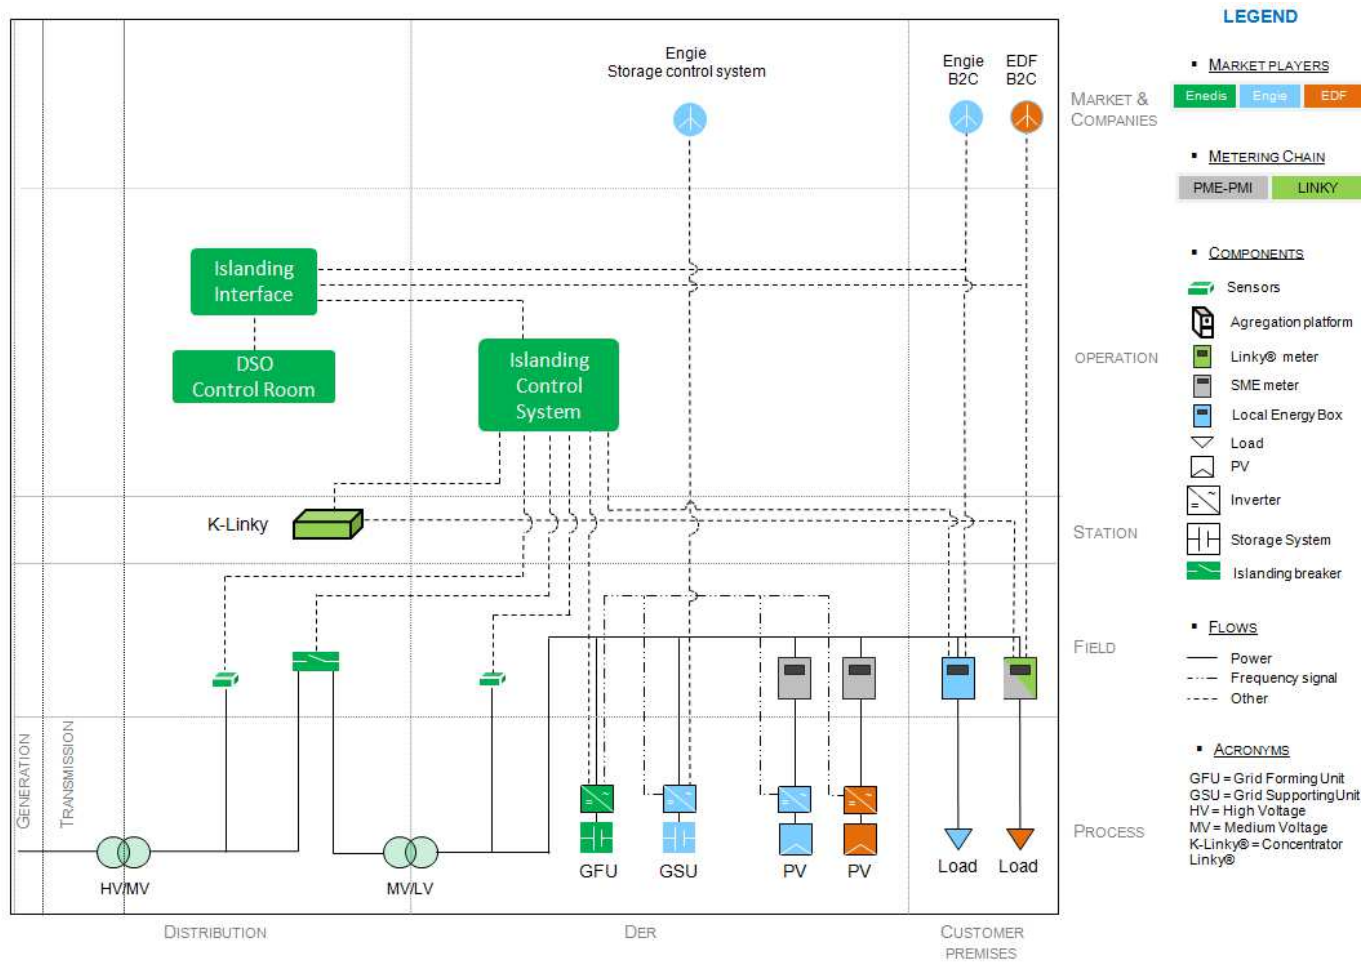 LEGEND
Engie
Storage control system
Engie
B2C
EDF
B2C
MARKET &
COMPANIES
▪ MARKET PLAYERS
Enedis Engie EDF
▪ METERING CHAIN
PME-PMI LINKY
Islanding
Interface
DSO
Control Room
Islanding
Control
System
OPERATION
▪ COMPONENTS
Sensors
Agregation platform
Linky® meter
SME meter
Local Energy Box
Load
PV
Inverter
Storage System
Islanding breaker
K-Linky
STATION
FIELD
▪ FLOWS
Power
Frequency signal
Other
GENERATION
TRANSMISSION
PROCESS
▪ ACRONYMS
GFU = Grid Forming Unit
GSU = Grid Supporting Unit
HV = High Voltage
MV = Medium Voltage
K-Linky® = Concentrator
Linky®
HV/MV
MV/LV
GFU
GSU
PV
PV
Load
Load
DISTRIBUTION
DER
CUSTOMER
PREMISES